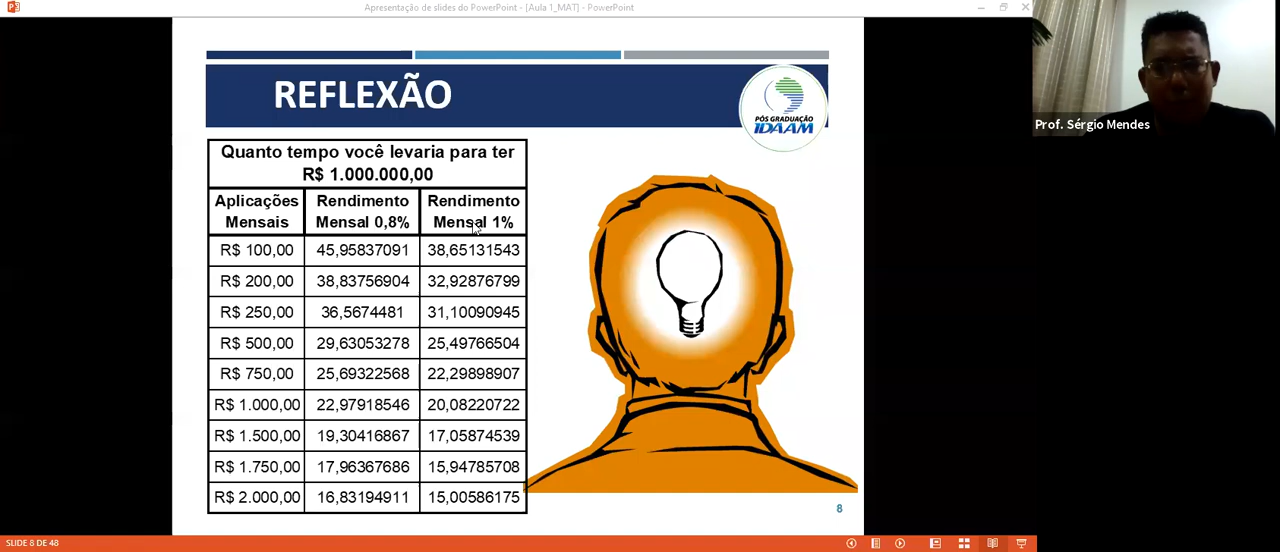 Apresentação de slides do PowerPoint - [Aula 1_MAT] - PowerPoint
REFLEXÃO
PÓS GRADUAÇÃO
IDAAM
Quanto tempo você levaria para ter
R$ 1.000.000,00
Aplicações Mensais Rendimento Mensal 0,8% Rendimento Mensal 1%
R$ 100,00 45,95837091 38,65131543
R$ 200,00 38,83756904 32,92876799
R$ 250,00 36,5674481 31,10090945
R$ 500,00 29,63053278 25,49766504
R$ 750,00 25,69322568 22,29898907
R$ 1.000,00 22,97918546 20,08220722
R$ 1.500,00 19,30416867 17,05874539
R$ 1.750,00 17,96367686 15,94785708
R$ 2.000,00 16,83194911 15,00586175
8
Prof. Sérgio Mendes
SLIDE 8 DE 48